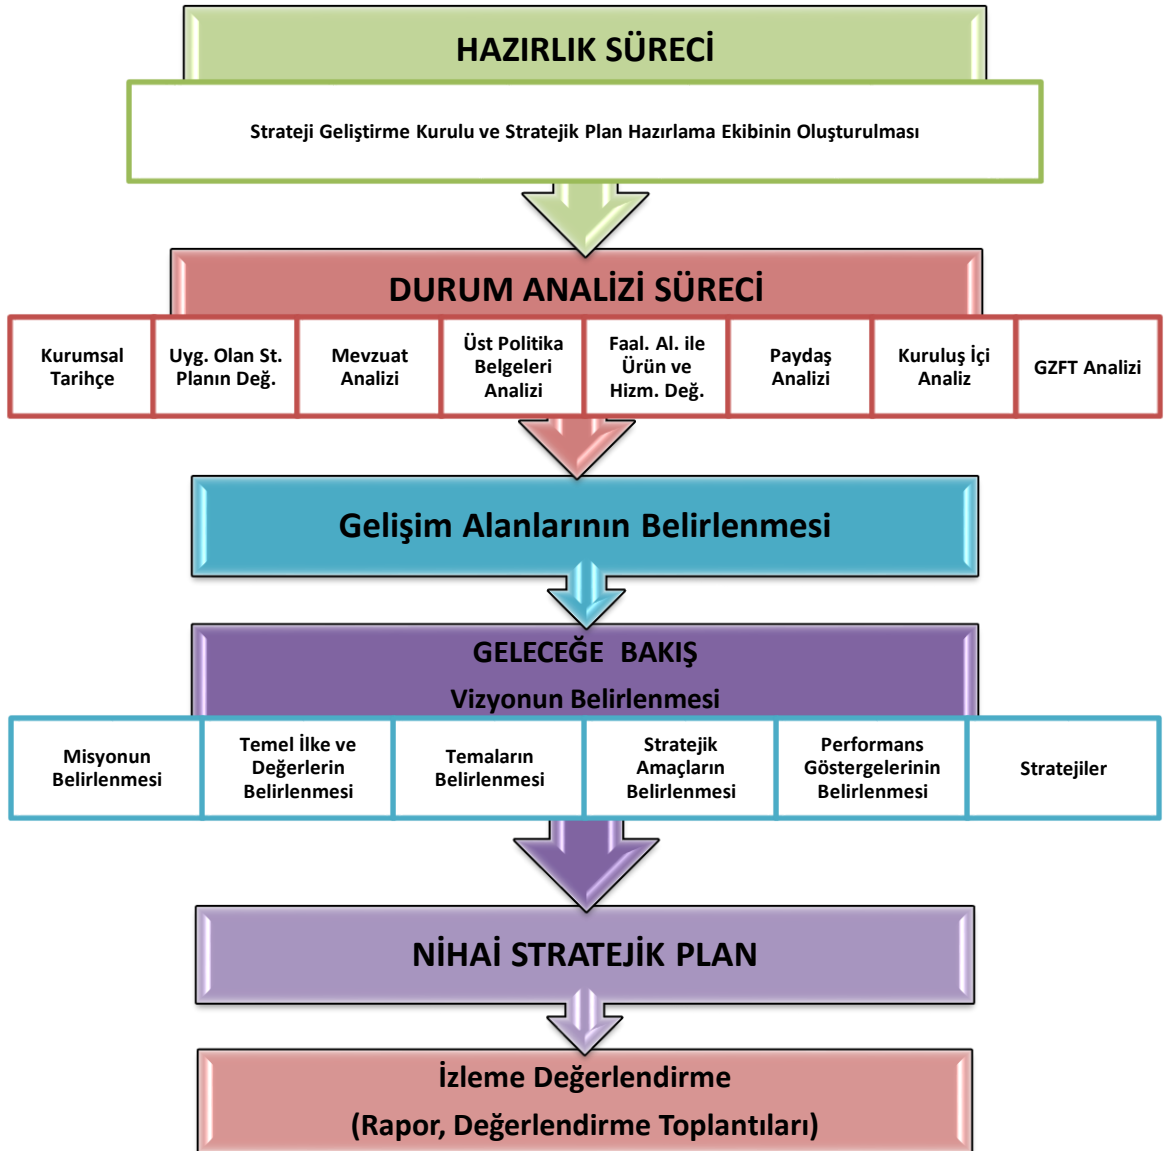 HAZIRLIK SÜRECİ
Strateji Geliştirme Kurulu ve Stratejik Plan Hazırlama Ekibinin Oluşturulması
DURUM ANALİZİ SÜRECİ
Kurumsal
Tarihçe
Uyg. Olan St.
Planın Değ.
Mevzuat
Analizi
Üst Politika
Belgeleri
Analizi
Faal. Al. ile
Ürün ve
Hizm. Değ.
Paydaş
Analizi
Kuruluş İçi
Analiz
GZFT Analizi
Gelişim Alanlarının Belirlenmesi
GELECEĞE BAKIŞ
Vizyonun Belirlenmesi
Misyonun
Belirlenmesi
Temel İlke ve
Değerlerin
Belirlenmesi
Temaların
Belirlenmesi
Stratejik
Amaçların
Belirlenmesi
Performans
Göstergelerinin
Belirlenmesi
Stratejiler
NİHAİ STRATEJİK PLAN
İzleme Değerlendirme
(Rapor, Değerlendirme Toplantıları)